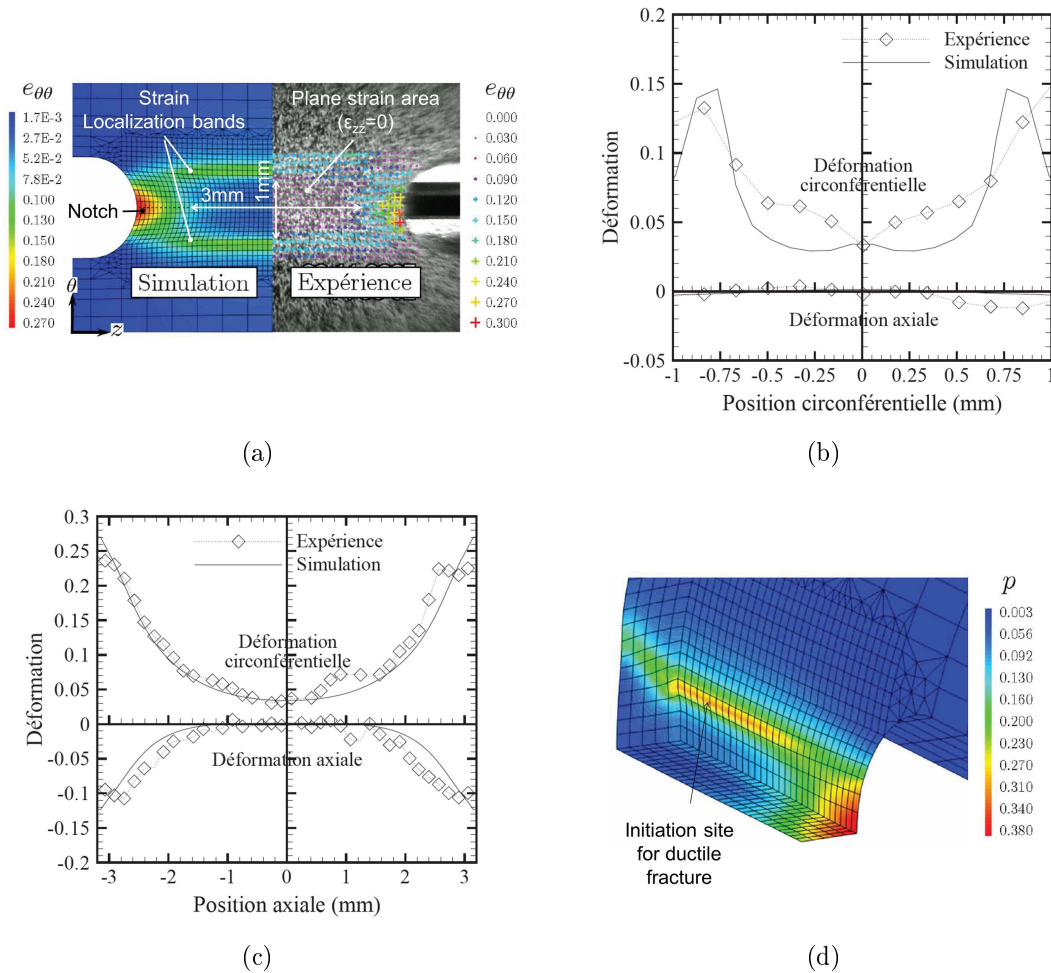 e_θθ
1.7E-3
2.7E-2
5.2E-2
7.8E-2
0.100
0.130
0.150
0.180
0.210
0.240
0.270
Strain
Localization bands
Plane strain area
(ε_zz=0)
3mm
1mm
Notch
Simulation
Expérience
θ
z
e_θθ
0.000
0.030
0.060
0.090
0.120
0.150
0.180
0.210
0.240
0.270
0.300
(a)
0.2
0.15
0.1
0.05
0
-0.05
Déformation
Expérience
Simulation
Déformation
circonférentielle
Déformation axiale
-1 -0.75 -0.5 -0.25 0 0.25 0.5 0.75 1
Position circonférentielle (mm)
(b)
0.3
0.25
0.2
0.15
0.1
0.05
0
-0.05
-0.1
-0.15
-0.2
Déformation
Expérience
Simulation
Déformation
circonférentielle
Déformation axiale
-3 -2 -1 0 1 2 3
Position axiale (mm)
(c)
p
0.003
0.056
0.092
0.130
0.160
0.200
0.230
0.270
0.310
0.340
0.380
Initiation site
for ductile
fracture
(d)